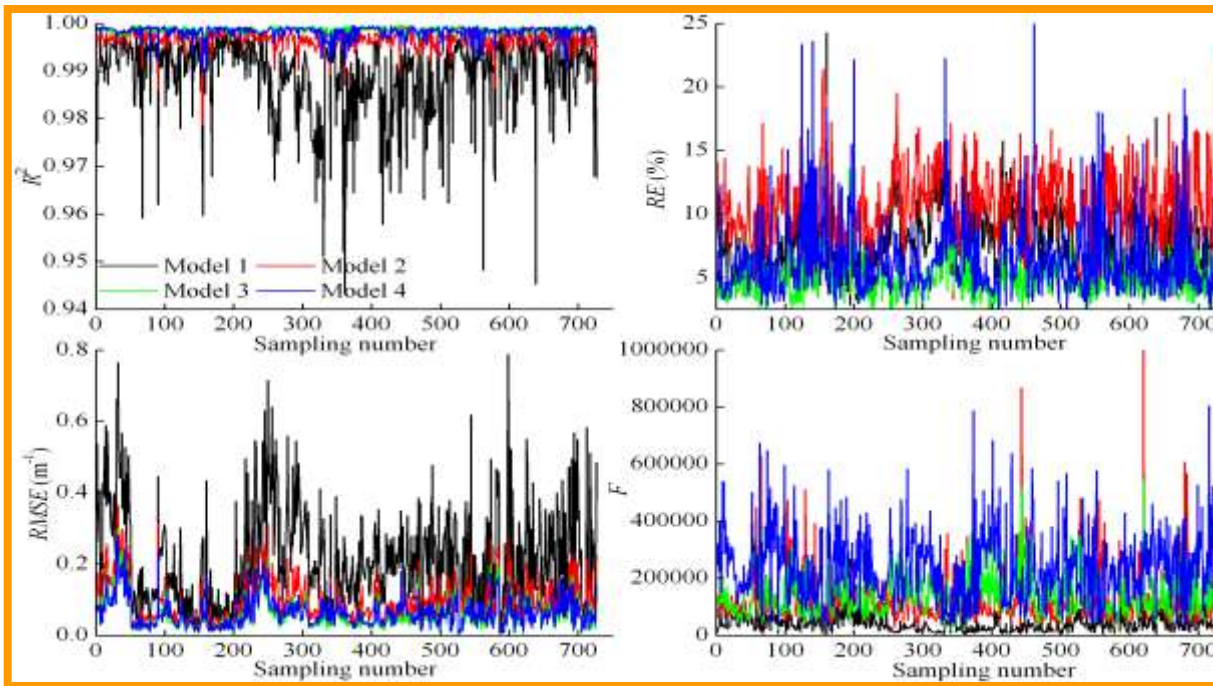 1.00
0.99
0.98
0.97
0.96
0.95
0.94
R²
Model 1
Model 2
Model 3
Model 4
0 100 200 300 400 500 600 700
Sampling number
25
20
15
10
5
RE (%)
0 100 200 300 400 500 600 700
Sampling number
0.8
0.6
0.4
0.2
0.0
RMSE (m⁻¹)
0 100 200 300 400 500 600 700
Sampling number
1000000
800000
600000
400000
200000
0
F
0 100 200 300 400 500 600 700
Sampling number